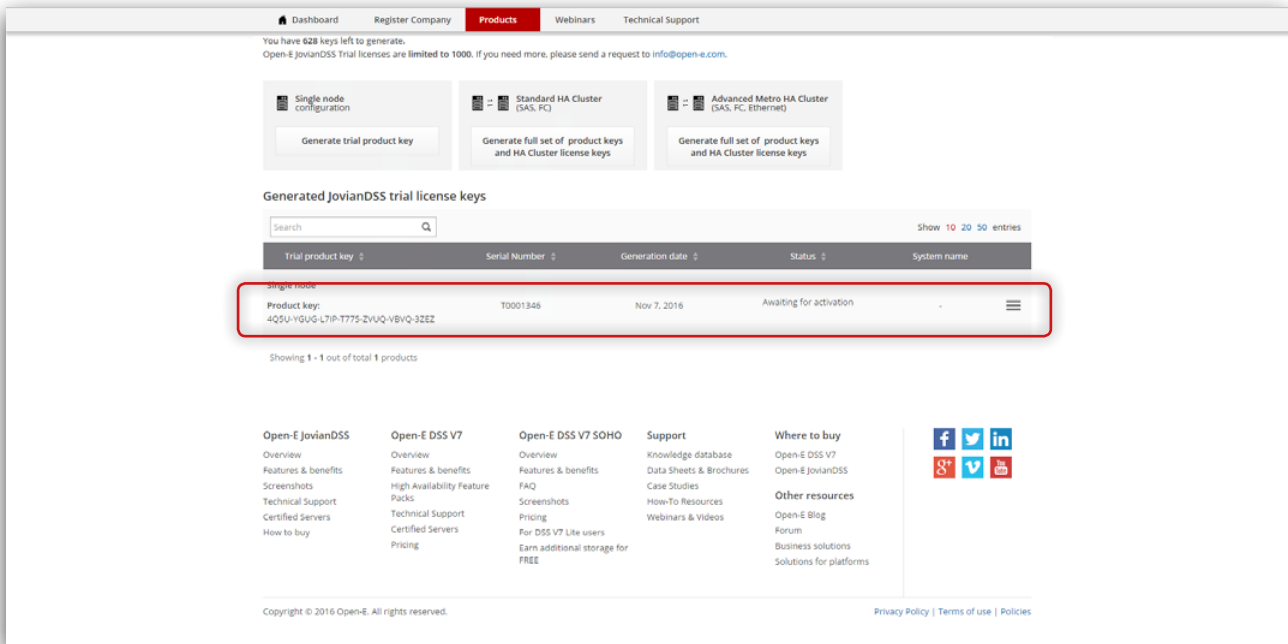 Dashboard Register Company Products Webinars Technical Support
You have 628 keys left to generate.
Open-E JovianDSS Trial licenses are limited to 1000. If you need more, please send a request to info@open-e.com.
Single node
configuration
Generate trial product key
Standard HA Cluster
(SAS, FC)
Generate full set of product keys
and HA Cluster license keys
Advanced Metro HA Cluster
(SAS, FC, Ethernet)
Generate full set of product keys
and HA Cluster license keys
Generated JovianDSS trial license keys
Search
Show 10 20 50 entries
Trial product key Serial Number Generation date Status System name
Single node
Product key: T0001346 Nov 7, 2016 Awaiting for activation -
4Q5U-YGUG-L7IP-T775-ZVUQ-VBVQ-3ZEZ
Showing 1 - 1 out of total 1 products
Open-E JovianDSS
Overview
Features & benefits
Screenshots
Technical Support
Certified Servers
How to buy
Open-E DSS V7
Overview
Features & benefits
High Availability Feature
Packs
Technical Support
Certified Servers
Pricing
Open-E DSS V7 SOHO
Overview
Features & benefits
FAQ
Screenshots
Pricing
For DSS V7 Lite users
Earn additional storage for
FREE
Support
Knowledge database
Data Sheets & Brochures
Case Studies
How-To Resources
Webinars & Videos
Where to buy
Open-E DSS V7
Open-E JovianDSS
Other resources
Open-E Blog
Forum
Business solutions
Solutions for platforms
f in
g+ v You Tube
Copyright © 2016 Open-E. All rights reserved.
Privacy Policy | Terms of use | Policies